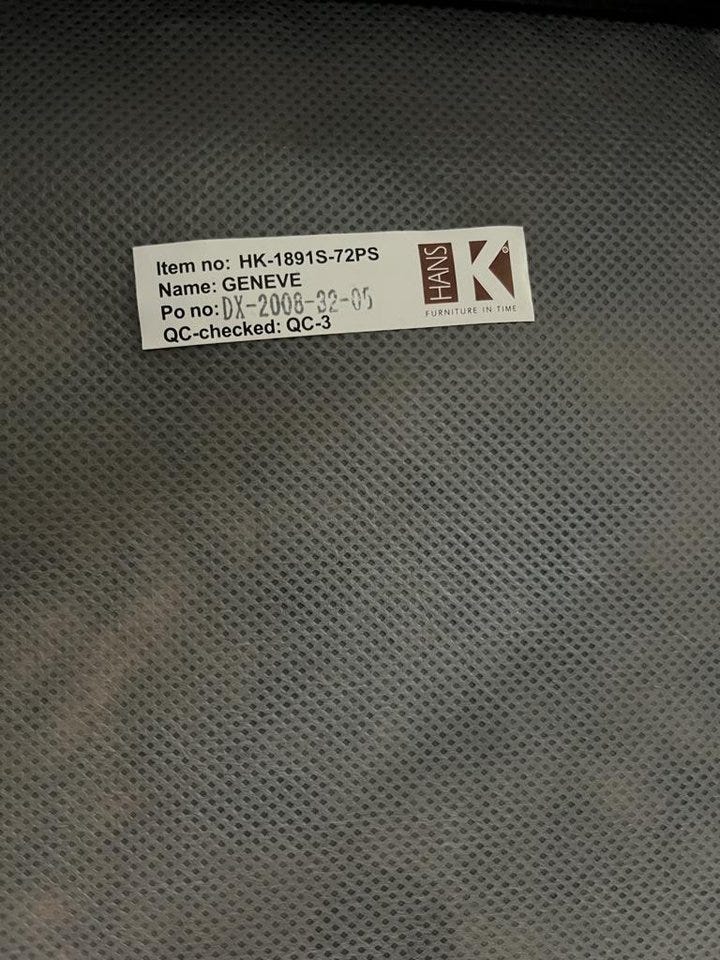 Item no: HK-1891S-72PS
Name: GENEVE
Po no: DX-2008-32-05
QC-checked: QC-3
HANS K
FURNITURE IN TIME